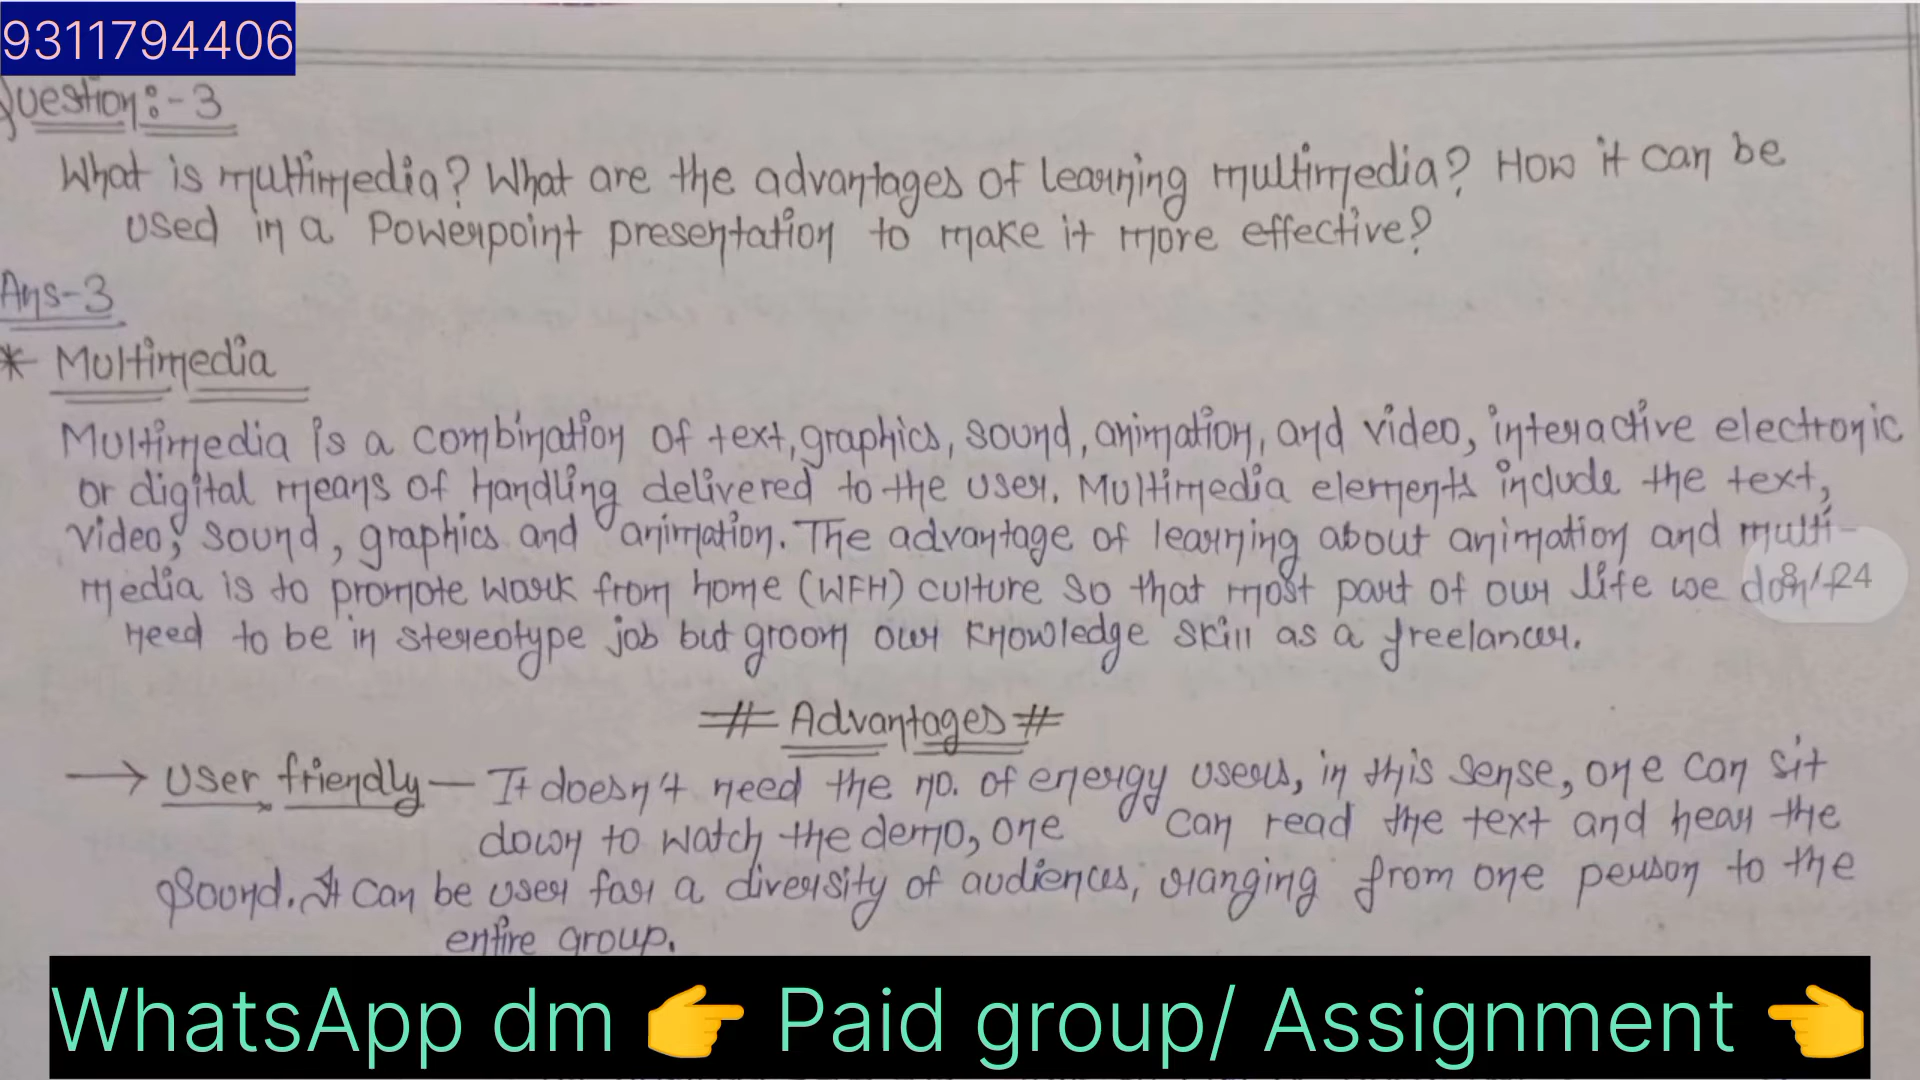 9311794406
Question:-3
What is multimedia? What are the advantages of learning multimedia? How it can be
used in a Powerpoint presentation to make it more effective?
Ans-3
* Multimedia
Multimedia is a combination of text, graphics, sound, animation, and video, interactive electronic
or digital means of handling delivered to the user. Multimedia elements include the text,
video, sound, graphics and animation. The advantage of learning about animation and multi-
media is to promote work from home (WFH) culture so that most part of our life we don't
8/24
need to be in stereotype job but groom our knowledge skill as a freelancer.
# Advantages #
→ User friendly — It doesn't need the no. of energy users, in this sense, one can sit
down to watch the demo, one can read the text and hear the
sound. It can be user for a diversity of audiences, ranging from one person to the
entire group.
WhatsApp dm 👉 Paid group/ Assignment 👈